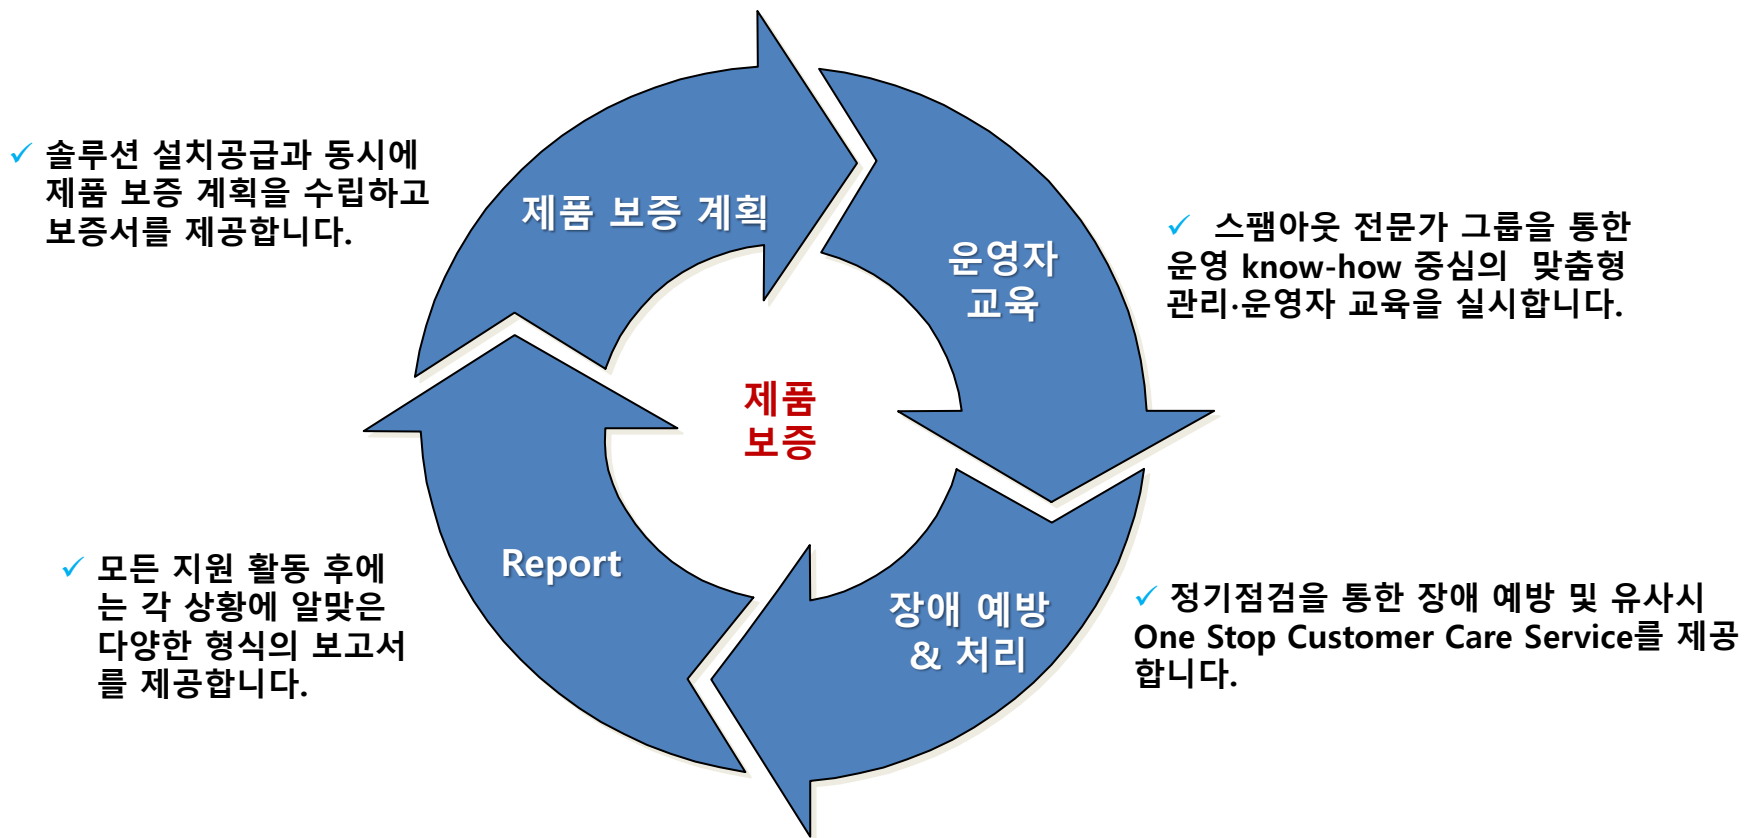 ✓ 솔루션 설치공급과 동시에
제품 보증 계획을 수립하고
보증서를 제공합니다.
제품 보증 계획
운영자
교육
✓ 스팸아웃 전문가 그룹을 통한
운영 know-how 중심의 맞춤형
관리·운영자 교육을 실시합니다.
제품
보증
Report
✓ 모든 지원 활동 후에
는 각 상황에 알맞은
다양한 형식의 보고서
를 제공합니다.
장애 예방
& 처리
✓ 정기점검을 통한 장애 예방 및 유사시
One Stop Customer Care Service를 제공
합니다.